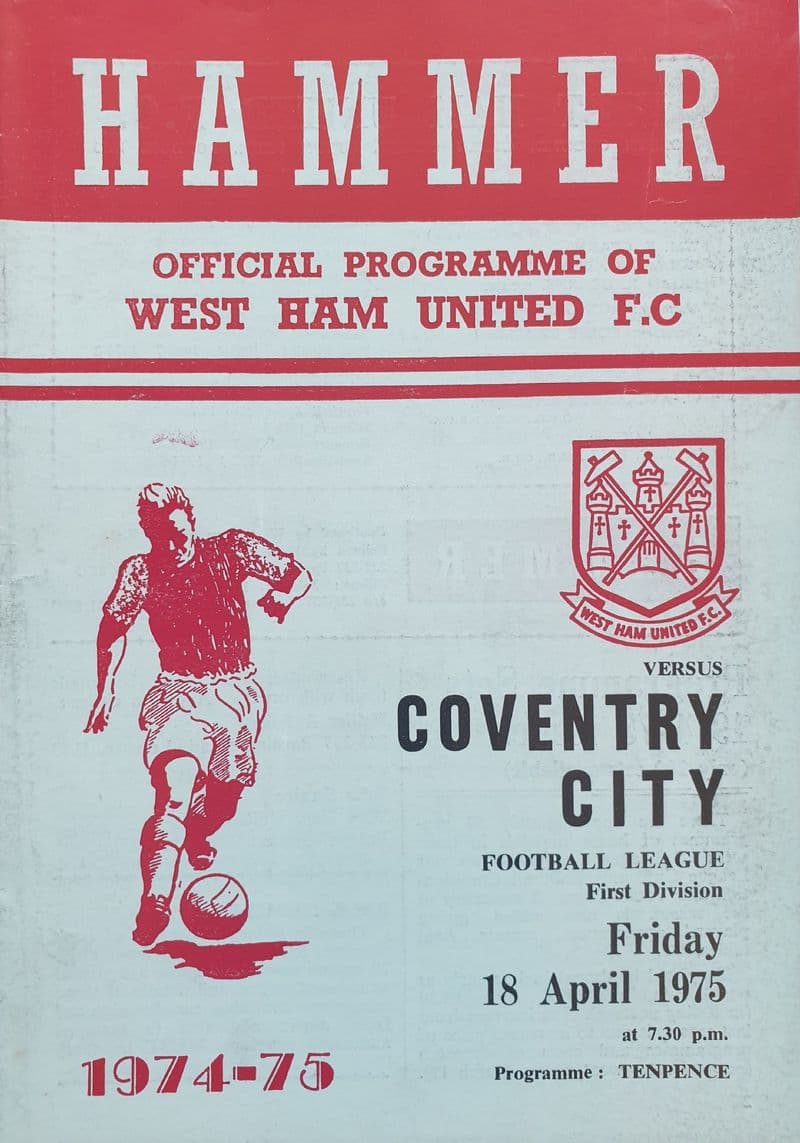 HAMMER
OFFICIAL PROGRAMME OF
WEST HAM UNITED F.C
WEST HAM UNITED F.C.
VERSUS
COVENTRY
CITY
FOOTBALL LEAGUE
First Division
Friday
18 April 1975
at 7.30 p.m.
1974-75
Programme : TENPENCE